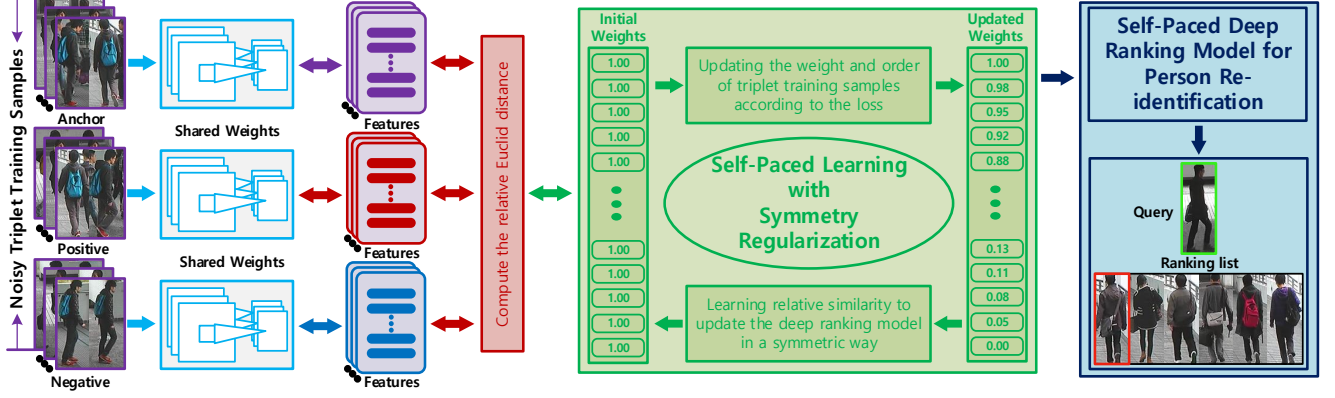 Noisy Triplet Training Samples
Anchor
Positive
Negative
Shared Weights
Shared Weights
Features
Features
Features
Compute the relative Euclid distance
Initial
Weights
1.00
1.00
1.00
1.00
1.00
1.00
1.00
1.00
1.00
1.00
Updating the weight and order
of triplet training samples
according to the loss
Self-Paced Learning
with
Symmetry
Regularization
Learning relative similarity to
update the deep ranking model
in a symmetric way
Updated
Weights
1.00
0.98
0.95
0.92
0.88
0.13
0.11
0.08
0.05
0.00
Self-Paced Deep
Ranking Model for
Person Re-
identification
Query
Ranking list